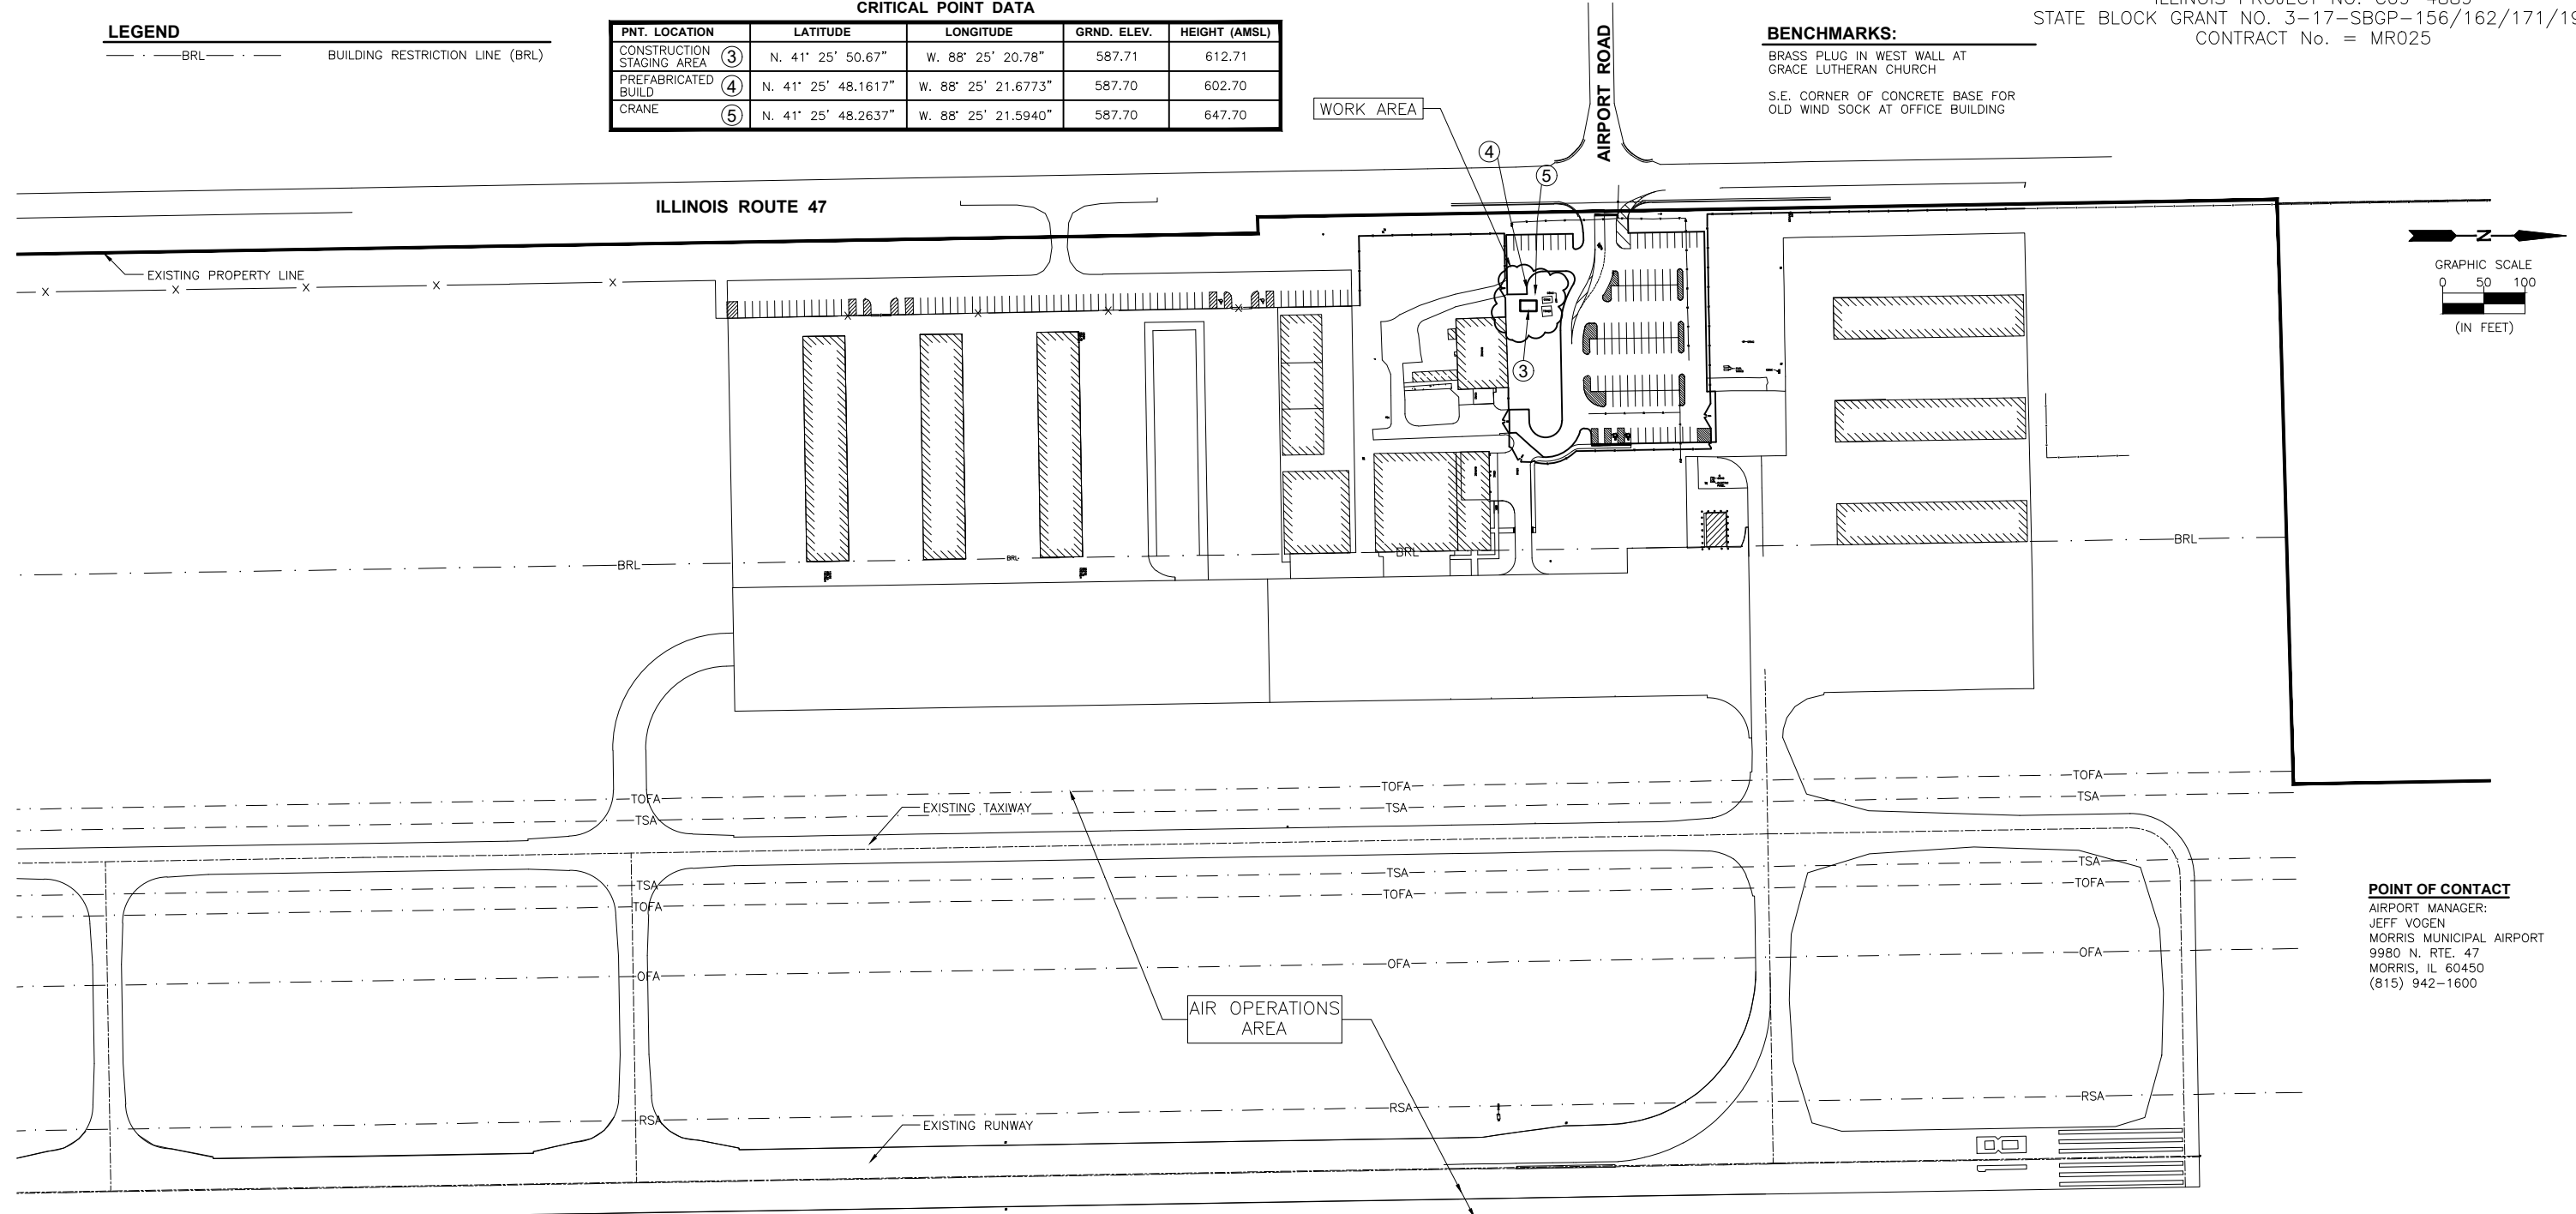 LEGEND
BRL
BUILDING RESTRICTION LINE (BRL)
CRITICAL POINT DATA
PNT. LOCATION LATITUDE LONGITUDE GRND. ELEV. HEIGHT (AMSL)
CONSTRUCTION STAGING AREA 3 N. 41° 25' 50.67" W. 88° 25' 20.78" 587.71 612.71
PREFABRICATED BUILD 4 N. 41° 25' 48.1617" W. 88° 25' 21.6773" 587.70 602.70
CRANE 5 N. 41° 25' 48.2637" W. 88° 25' 21.5940" 587.70 647.70
BENCHMARKS:
BRASS PLUG IN WEST WALL AT
GRACE LUTHERAN CHURCH
S.E. CORNER OF CONCRETE BASE FOR
OLD WIND SOCK AT OFFICE BUILDING
STATE BLOCK GRANT NO. 3-17-SBGP-156/162/171/19
CONTRACT No. = MR025
WORK AREA
AIRPORT ROAD
4
5
3
ILLINOIS ROUTE 47
EXISTING PROPERTY LINE
X X X X X
X X X X
N
GRAPHIC SCALE
0 50 100
(IN FEET)
BRL BRL BRL BRL
TOFA TOFA TOFA
TSA TSA TSA
EXISTING TAXIWAY
TSA TSA TSA
TOFA TOFA TOFA
OFA OFA OFA
AIR OPERATIONS
AREA
RSA RSA RSA
EXISTING RUNWAY
POINT OF CONTACT
AIRPORT MANAGER:
JEFF VOGEN
MORRIS MUNICIPAL AIRPORT
9980 N. RTE. 47
MORRIS, IL 60450
(815) 942-1600